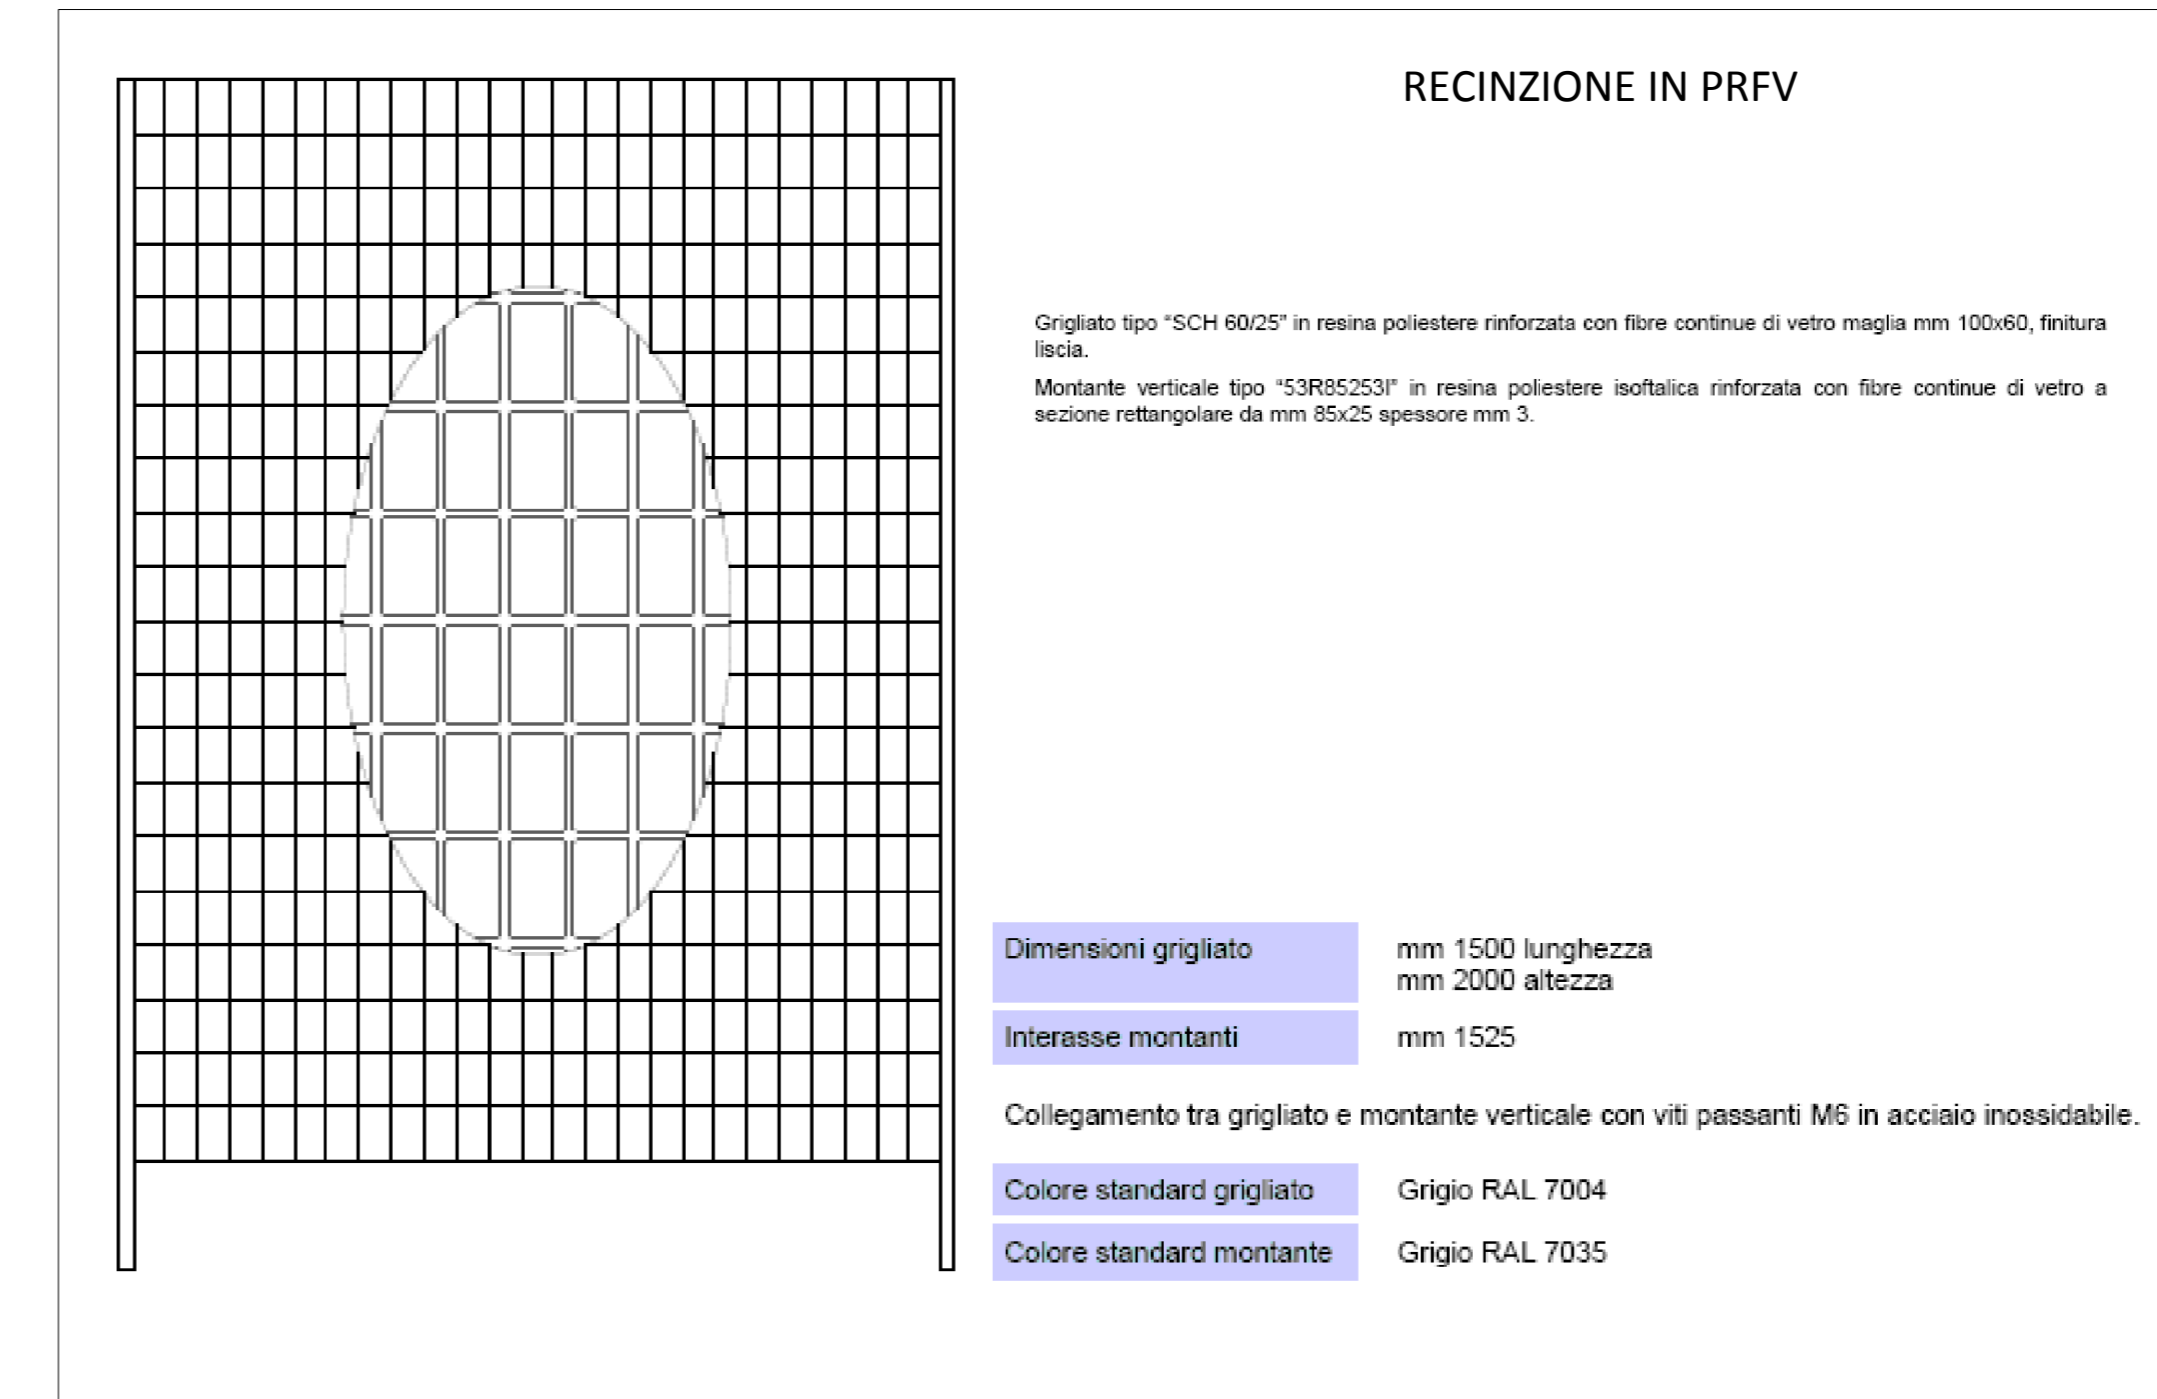 RECINZIONE IN PRFV
Grigliato tipo “SCH 60/25” in resina poliestere rinforzata con fibre continue di vetro maglia mm 100x60, finitura
liscia.
Montante verticale tipo “53R85253I” in resina poliestere isoftalica rinforzata con fibre continue di vetro a
sezione rettangolare da mm 85x25 spessore mm 3.
Dimensioni grigliato mm 1500 lunghezza
mm 2000 altezza
Interasse montanti mm 1525
Collegamento tra grigliato e montante verticale con viti passanti M6 in acciaio inossidabile.
Colore standard grigliato Grigio RAL 7004
Colore standard montante Grigio RAL 7035